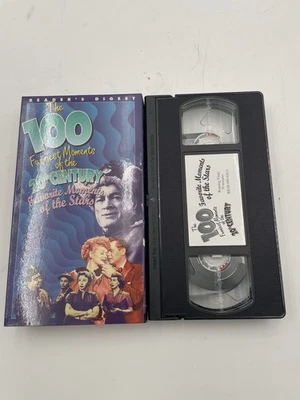 READER'S DIGEST
The
100
Funniest Moments
of the
20th CENTURY
Favorite Moments
of the Stars
The
100
Favorite Moments
of the Stars
20th CENTURY